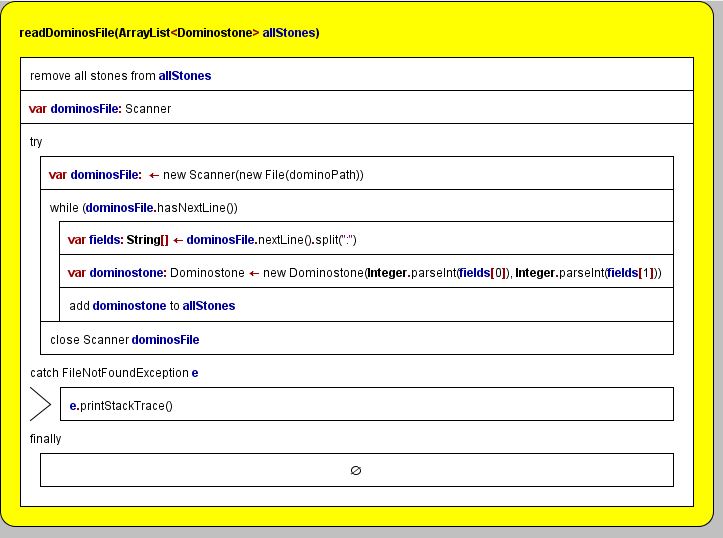 readDominosFile(ArrayList<Dominostone> allStones)
remove all stones from allStones
var dominosFile: Scanner
try
var dominosFile: ← new Scanner(new File(dominoPath))
while (dominosFile.hasNextLine())
var fields: String[] ← dominosFile.nextLine().split(":")
var dominostone: Dominostone ← new Dominostone(Integer.parseInt(fields[0]), Integer.parseInt(fields[1]))
add dominostone to allStones
close Scanner dominosFile
catch FileNotFoundException e
e.printStackTrace()
finally
∅